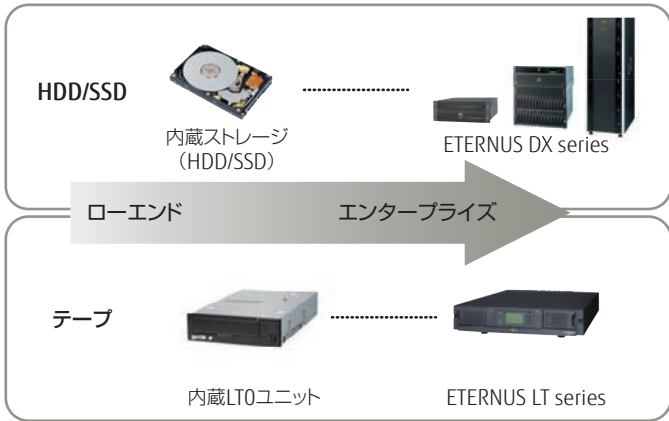 HDD/SSD
内蔵ストレージ
（HDD/SSD）
ETERNUS DX series
ローエンド
エンタープライズ
テープ
内蔵LTOユニット
ETERNUS LT series